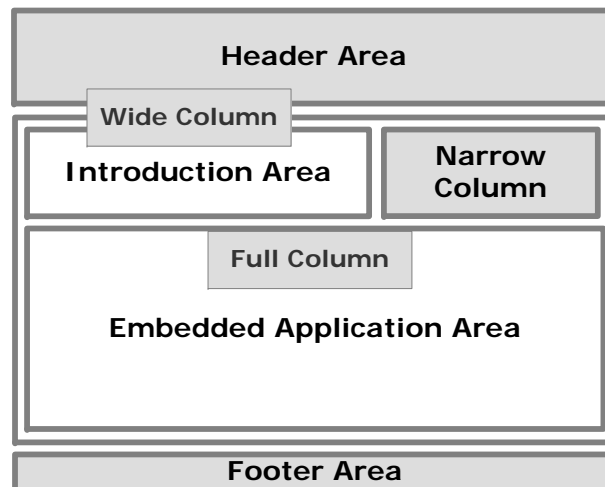 Header Area
Wide Column
Introduction Area
Narrow
Column
Full Column
Embedded Application Area
Footer Area